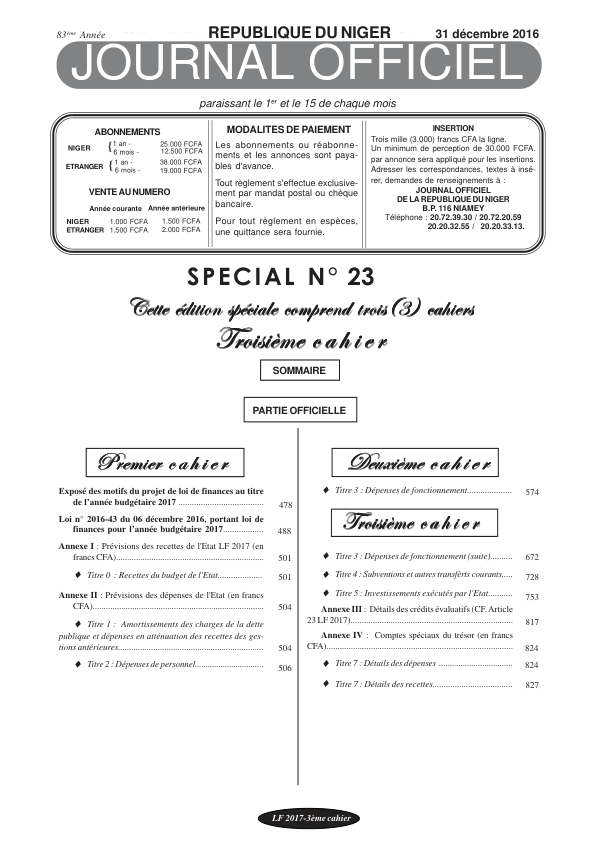 83ème Année
REPUBLIQUE DU NIGER
31 décembre 2016
JOURNAL OFFICIEL
paraissant le 1er et le 15 de chaque mois
ABONNEMENTS
NIGER { 1 an - 25.000 FCFA
6 mois - 12.500 FCFA
ETRANGER { 1 an - 38.000 FCFA
6 mois - 19.000 FCFA
VENTE AU NUMERO
Année courante Année antérieure
NIGER 1.000 FCFA 1.500 FCFA
ETRANGER 1.500 FCFA 2.000 FCFA
MODALITES DE PAIEMENT
Les abonnements ou réabonne-
ments et les annonces sont paya-
bles d'avance.
Tout règlement s'effectue exclusive-
ment par mandat postal ou chèque
bancaire.
Pour tout règlement en espèces,
une quittance sera fournie.
INSERTION
Trois mille (3.000) francs CFA la ligne.
Un minimum de perception de 30.000 FCFA.
par annonce sera appliqué pour les insertions.
Adresser les correspondances, textes à insé-
rer, demandes de renseignements à :
JOURNAL OFFICIEL
DE LA REPUBLIQUE DU NIGER
B.P. 116 NIAMEY
Téléphone : 20.72.39.30 / 20.72.20.59
20.20.32.55 / 20.20.33.13.
SPECIAL N° 23
Cette édition spéciale comprend trois (3) cahiers
Troisième cahier
SOMMAIRE
PARTIE OFFICIELLE
Premier cahier
Exposé des motifs du projet de loi de finances au titre
de l'année budgétaire 2017 .................................. 478
Loi n° 2016-43 du 06 décembre 2016, portant loi de
finances pour l'année budgétaire 2017................ 488
Annexe I : Prévisions des recettes de l'Etat LF 2017 (en
francs CFA)............................................................ 501
♦ Titre 0 : Recettes du budget de l'Etat.................. 501
Annexe II : Prévisions des dépenses de l'Etat (en francs
CFA)..................................................................... 504
♦ Titre 1 : Amortissements des charges de la dette
publique et dépenses en atténuation des recettes des ges-
tions antérieures.......................................................... 504
♦ Titre 2 : Dépenses de personnel........................... 506
Deuxième cahier
♦ Titre 3 : Dépenses de fonctionnement.................. 574
Troisième cahier
♦ Titre 3 : Dépenses de fonctionnement (suite)......... 672
♦ Titre 4 : Subventions et autres transferts courants..... 728
♦ Titre 5 : Investissements exécutés par l'Etat.......... 753
Annexe III : Détails des crédits évaluatifs (CF. Article
23 LF 2017)................................................................. 817
Annexe IV : Comptes spéciaux du trésor (en francs
CFA)........................................................................... 824
♦ Titre 7 : Détails des dépenses .............................. 824
♦ Titre 7 : Détails des recettes................................ 827
LF 2017-3ème cahier